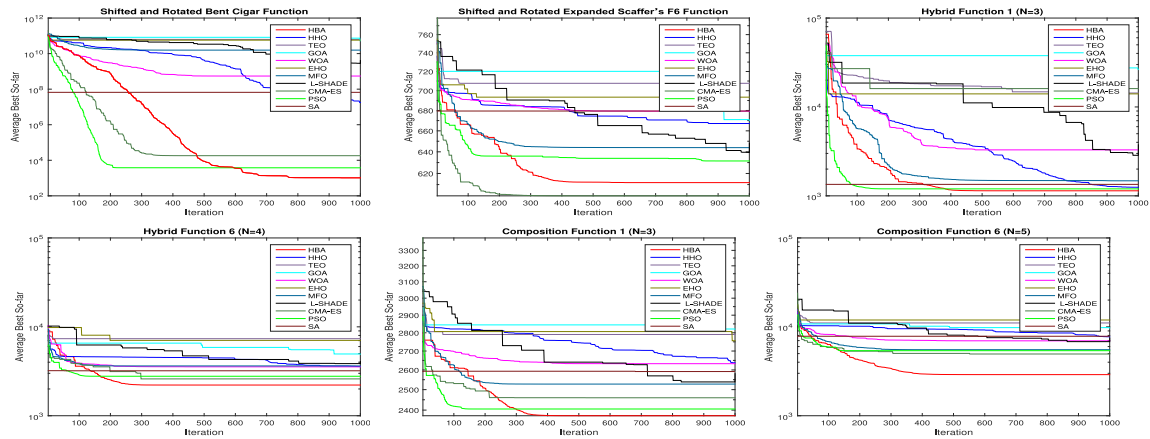 Shifted and Rotated Bent Cigar Function
Average Best So-far
10^12
10^10
10^8
10^6
10^4
10^2
100 200 300 400 500 600 700 800 900 1000
Iteration
HBA
HHO
TEO
GOA
WOA
EHO
MFO
L-SHADE
CMA-ES
PSO
SA
Shifted and Rotated Expanded Scaffer's F6 Function
Average Best So-far
760
740
720
700
680
660
640
620
100 200 300 400 500 600 700 800 900 1000
Iteration
HBA
HHO
TEO
GOA
WOA
EHO
MFO
L-SHADE
CMA-ES
PSO
SA
Hybrid Function 1 (N=3)
Average Best So-far
10^5
10^4
10^3
100 200 300 400 500 600 700 800 900 1000
Iteration
HBA
HHO
TEO
GOA
WOA
EHO
MFO
L-SHADE
CMA-ES
PSO
SA
Hybrid Function 6 (N=4)
Average Best So-far
10^5
10^4
10^3
100 200 300 400 500 600 700 800 900 1000
Iteration
HBA
HHO
TEO
GOA
WOA
EHO
MFO
L-SHADE
CMA-ES
PSO
SA
Composition Function 1 (N=3)
Average Best So-far
3300
3200
3100
3000
2900
2800
2700
2600
2500
2400
100 200 300 400 500 600 700 800 900 1000
Iteration
HBA
HHO
TEO
GOA
WOA
EHO
MFO
L-SHADE
CMA-ES
PSO
SA
Composition Function 6 (N=5)
Average Best So-far
10^5
10^4
10^3
100 200 300 400 500 600 700 800 900 1000
Iteration
HBA
HHO
TEO
GOA
WOA
EHO
MFO
L-SHADE
CMA-ES
PSO
SA